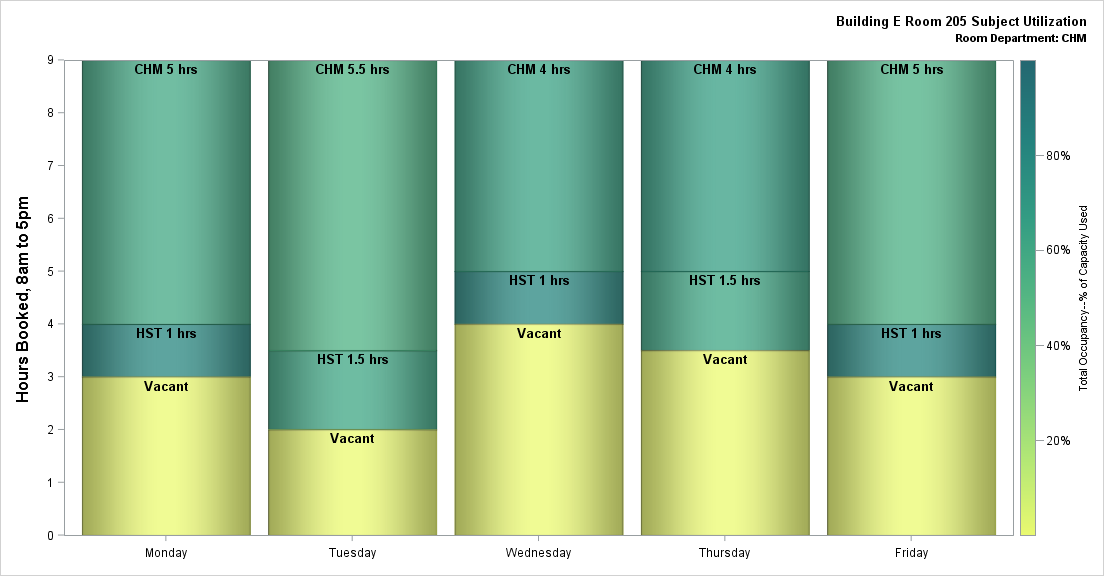 Building E Room 205 Subject Utilization
Room Department: CHM
Hours Booked, 8am to 5pm
9
8
7
6
5
4
3
2
1
0
CHM 5 hrs
HST 1 hrs
Vacant
CHM 5.5 hrs
HST 1.5 hrs
Vacant
CHM 4 hrs
HST 1 hrs
Vacant
CHM 4 hrs
HST 1.5 hrs
Vacant
CHM 5 hrs
HST 1 hrs
Vacant
Monday
Tuesday
Wednesday
Thursday
Friday
80%
60%
40%
20%
Total Occupancy--% of Capacity Used